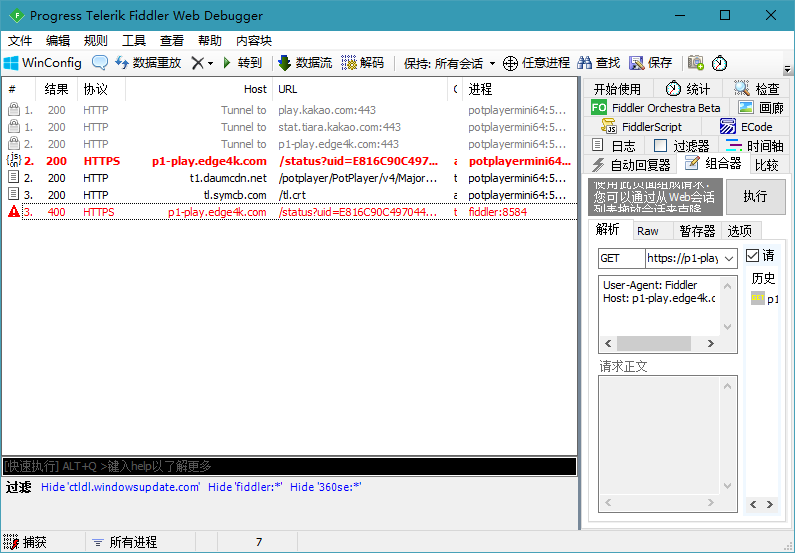 Progress Telerik Fiddler Web Debugger
文件 编辑 规则 工具 查看 帮助 内容块
WinConfig 数据重放 转到 数据流 解码 保持: 所有会话 任意进程 查找 保存
# 结果 协议 Host URL 进程
1. 200 HTTP Tunnel to play.kakao.com:443 potplayermini64:5...
1. 200 HTTP Tunnel to stat.tiara.kakao.com:443 potplayermini64:5...
2. 200 HTTP Tunnel to p1-play.edge4k.com:443 potplayermini64:5...
2. 200 HTTPS p1-play.edge4k.com /status?uid=E816C90C497... potplayermini64...
2. 200 HTTP t1.daumcdn.net /potplayer/PotPlayer/v4/Major... potplayermini64:5...
3. 200 HTTP tl.symcb.com /tl.crt potplayermini64:5...
3. 400 HTTPS p1-play.edge4k.com /status?uid=E816C90C497044... fiddler:8584
[快速执行] ALT+Q >键入help以了解更多
过滤 Hide 'ctldl.windowsupdate.com' Hide 'fiddler:*' Hide '360se:*'
捕获 所有进程 7
开始使用 统计 检查
FO Fiddler Orchestra Beta 画廊
FiddlerScript ECode
日志 过滤器 时间轴
自动回复器 组合器 比较
使用此页面组成请求，
您可以通过从Web会话
列表拖放会话来克隆
执行
解析 Raw 暂存器 选项
GET https://p1-play 请
历史
User-Agent: Fiddler
Host: p1-play.edge4k.c
GET p1
请求正文